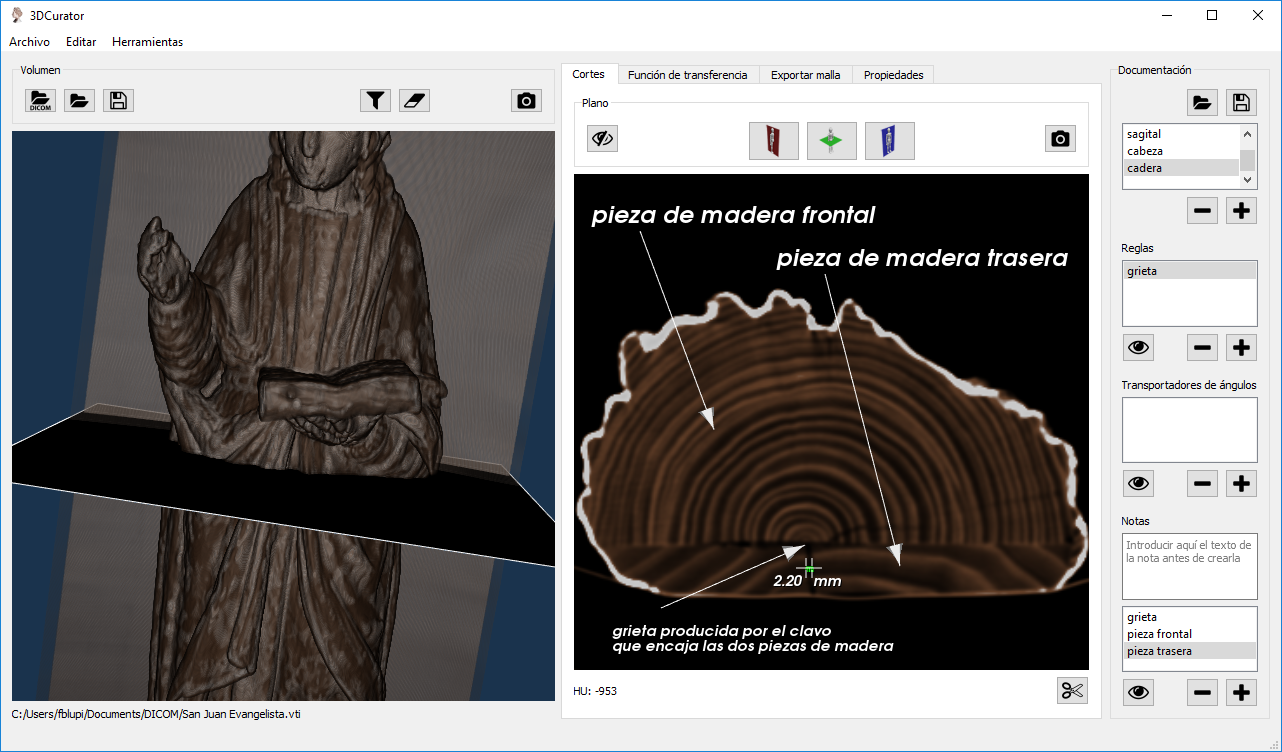 3DCurator
Archivo Editar Herramientas
Volumen
DICOM
C:/Users/fblupi/Documents/DICOM/San Juan Evangelista.vti
Cortes Función de transferencia Exportar malla Propiedades
Plano
pieza de madera frontal
pieza de madera trasera
2.20 mm
grieta producida por el clavo
que encaja las dos piezas de madera
HU: -953
Documentación
sagital
cabeza
cadera
Reglas
grieta
Transportadores de ángulos
Notas
Introducir aquí el texto de
la nota antes de crearla
grieta
pieza frontal
pieza trasera